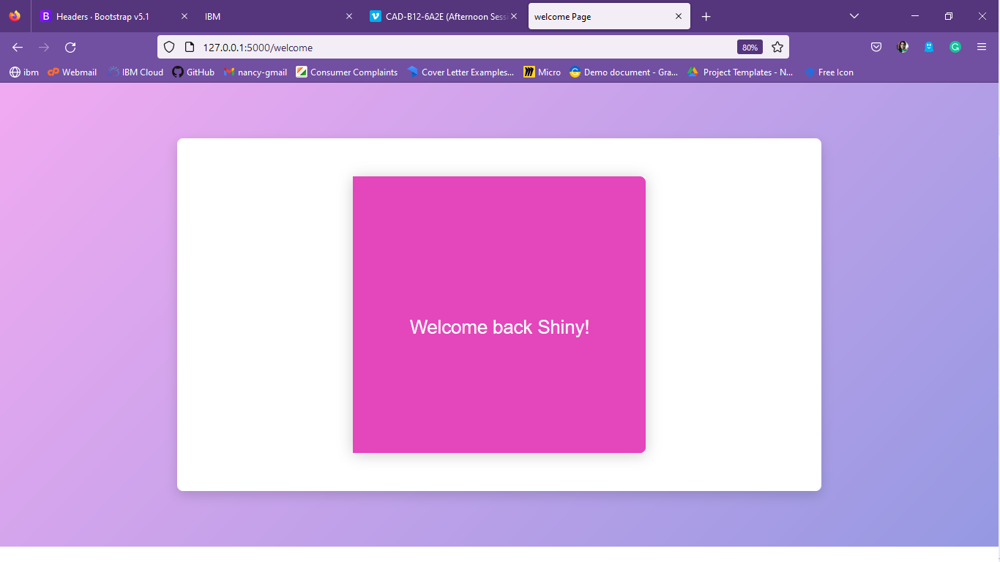 Headers · Bootstrap v5.1
IBM
CAD-B12-6A2E (Afternoon Sess
welcome Page
127.0.0.1:5000/welcome
80%
ibm
Webmail
IBM Cloud
GitHub
nancy-gmail
Consumer Complaints
Cover Letter Examples...
Micro
Demo document - Gra...
Project Templates - N...
Free Icon
Welcome back Shiny!